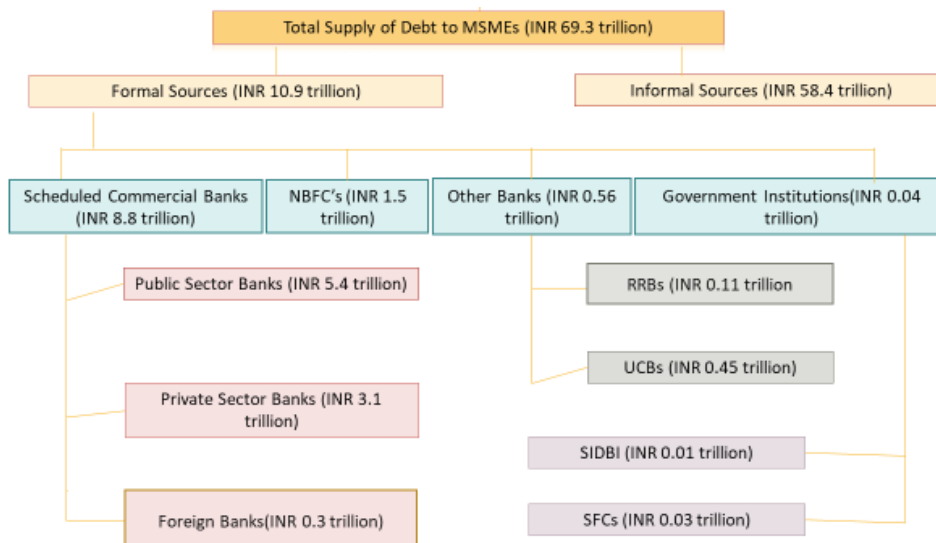 Total Supply of Debt to MSMEs (INR 69.3 trillion)
Formal Sources (INR 10.9 trillion)
Informal Sources (INR 58.4 trillion)
Scheduled Commercial Banks
(INR 8.8 trillion)
NBFC's (INR 1.5
trillion)
Other Banks (INR 0.56
trillion)
Government Institutions(INR 0.04
trillion)
Public Sector Banks (INR 5.4 trillion)
RRBs (INR 0.11 trillion
UCBs (INR 0.45 trillion)
Private Sector Banks (INR 3.1
trillion)
SIDBI (INR 0.01 trillion)
Foreign Banks(INR 0.3 trillion)
SFCs (INR 0.03 trillion)